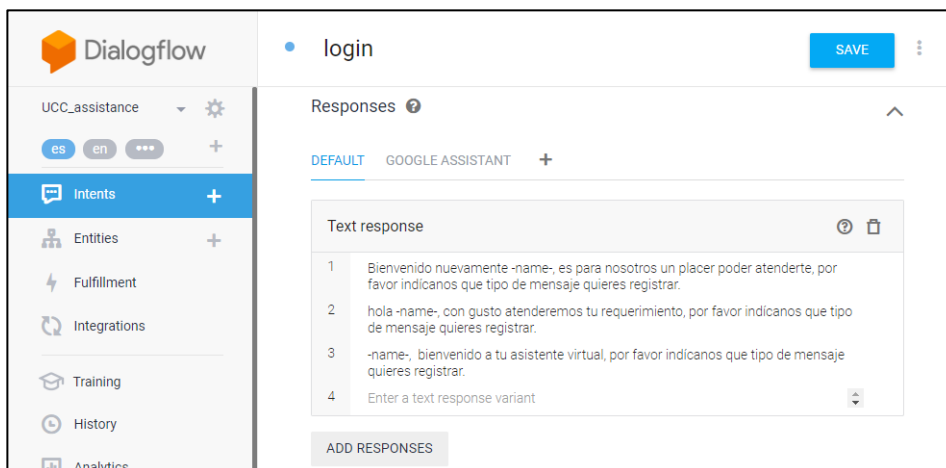 Dialogflow
login
SAVE
UCC_assistance
es
en
Intents
Entities
Fulfillment
Integrations
Training
History
Analytics
Responses
DEFAULT
GOOGLE ASSISTANT
Text response
1
Bienvenido nuevamente -name-, es para nosotros un placer poder atenderte, por
favor indícanos que tipo de mensaje quieres registrar.
2
hola -name-, con gusto atenderemos tu requerimiento, por favor indícanos que tipo
de mensaje quieres registrar.
3
-name-, bienvenido a tu asistente virtual, por favor indícanos que tipo de mensaje
quieres registrar.
4
Enter a text response variant
ADD RESPONSES